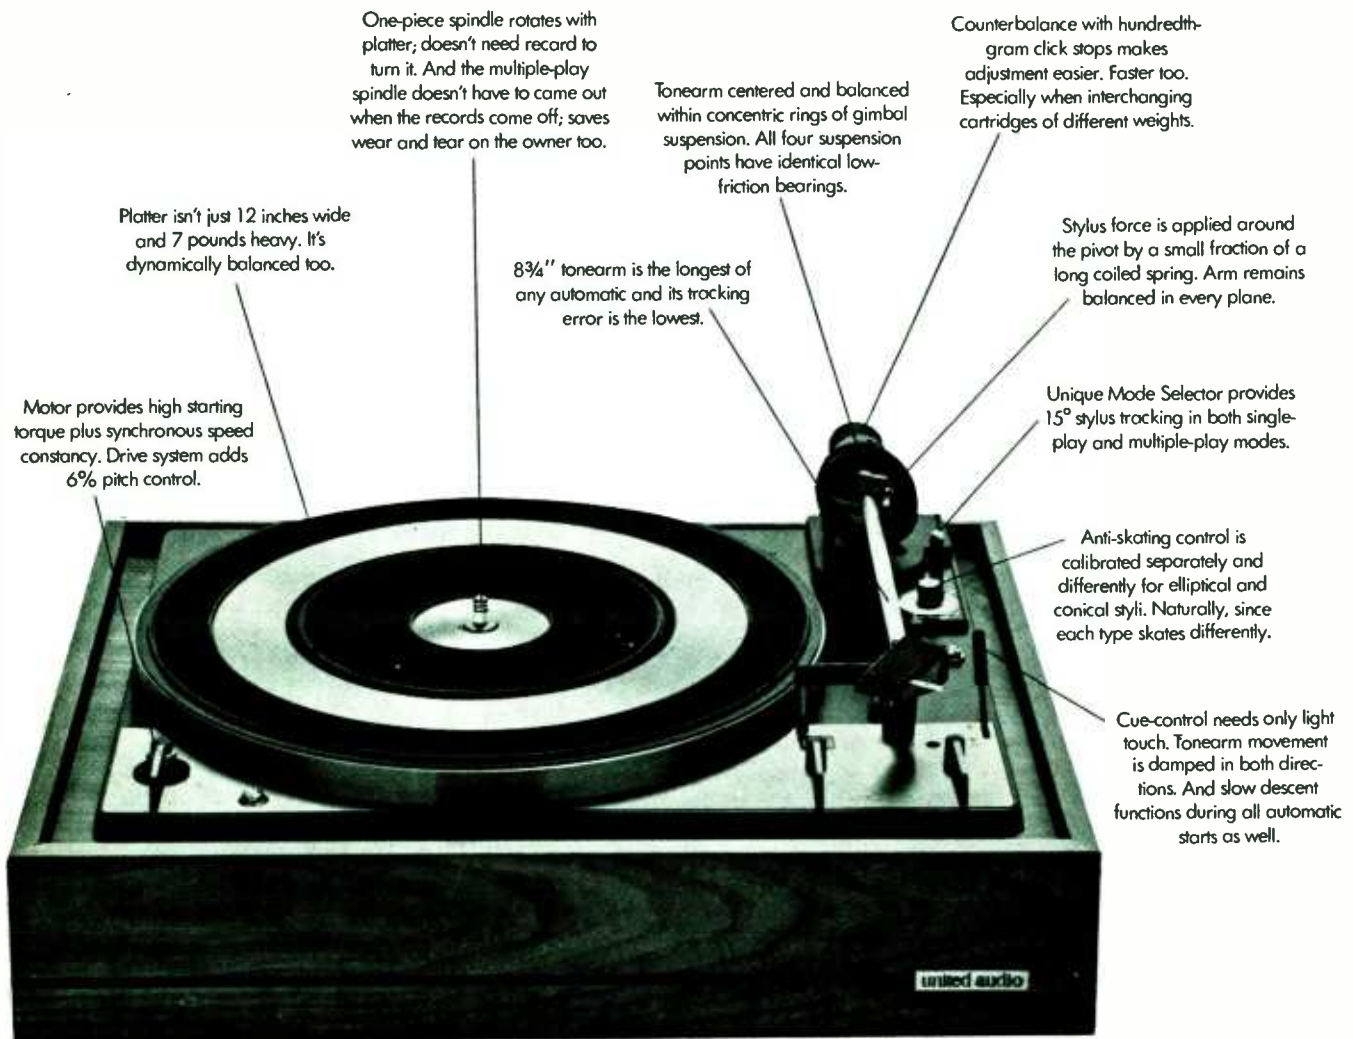 One-piece spindle rotates with
platter; doesn't need record to
turn it. And the multiple-play
spindle doesn't have to come out
when the records come off; saves
wear and tear on the owner too.
Counterbalance with hundredth-
gram click stops makes
adjustment easier. Faster too.
Especially when interchanging
cartridges of different weights.
Tonearm centered and balanced
within concentric rings of gimbal
suspension. All four suspension
points have identical low-
friction bearings.
Platter isn't just 12 inches wide
and 7 pounds heavy. It's
dynamically balanced too.
8¾" tonearm is the longest of
any automatic and its tracking
error is the lowest.
Stylus force is applied around
the pivot by a small fraction of a
long coiled spring. Arm remains
balanced in every plane.
Motor provides high starting
torque plus synchronous speed
constancy. Drive system adds
6% pitch control.
Unique Mode Selector provides
15° stylus tracking in both single-
play and multiple-play modes.
Anti-skating control is
calibrated separately and
differently for elliptical and
conical styli. Naturally, since
each type skates differently.
Cue-control needs only light
touch. Tonearm movement
is damped in both direc-
tions. And slow descent
functions during all automatic
starts as well.
united audio